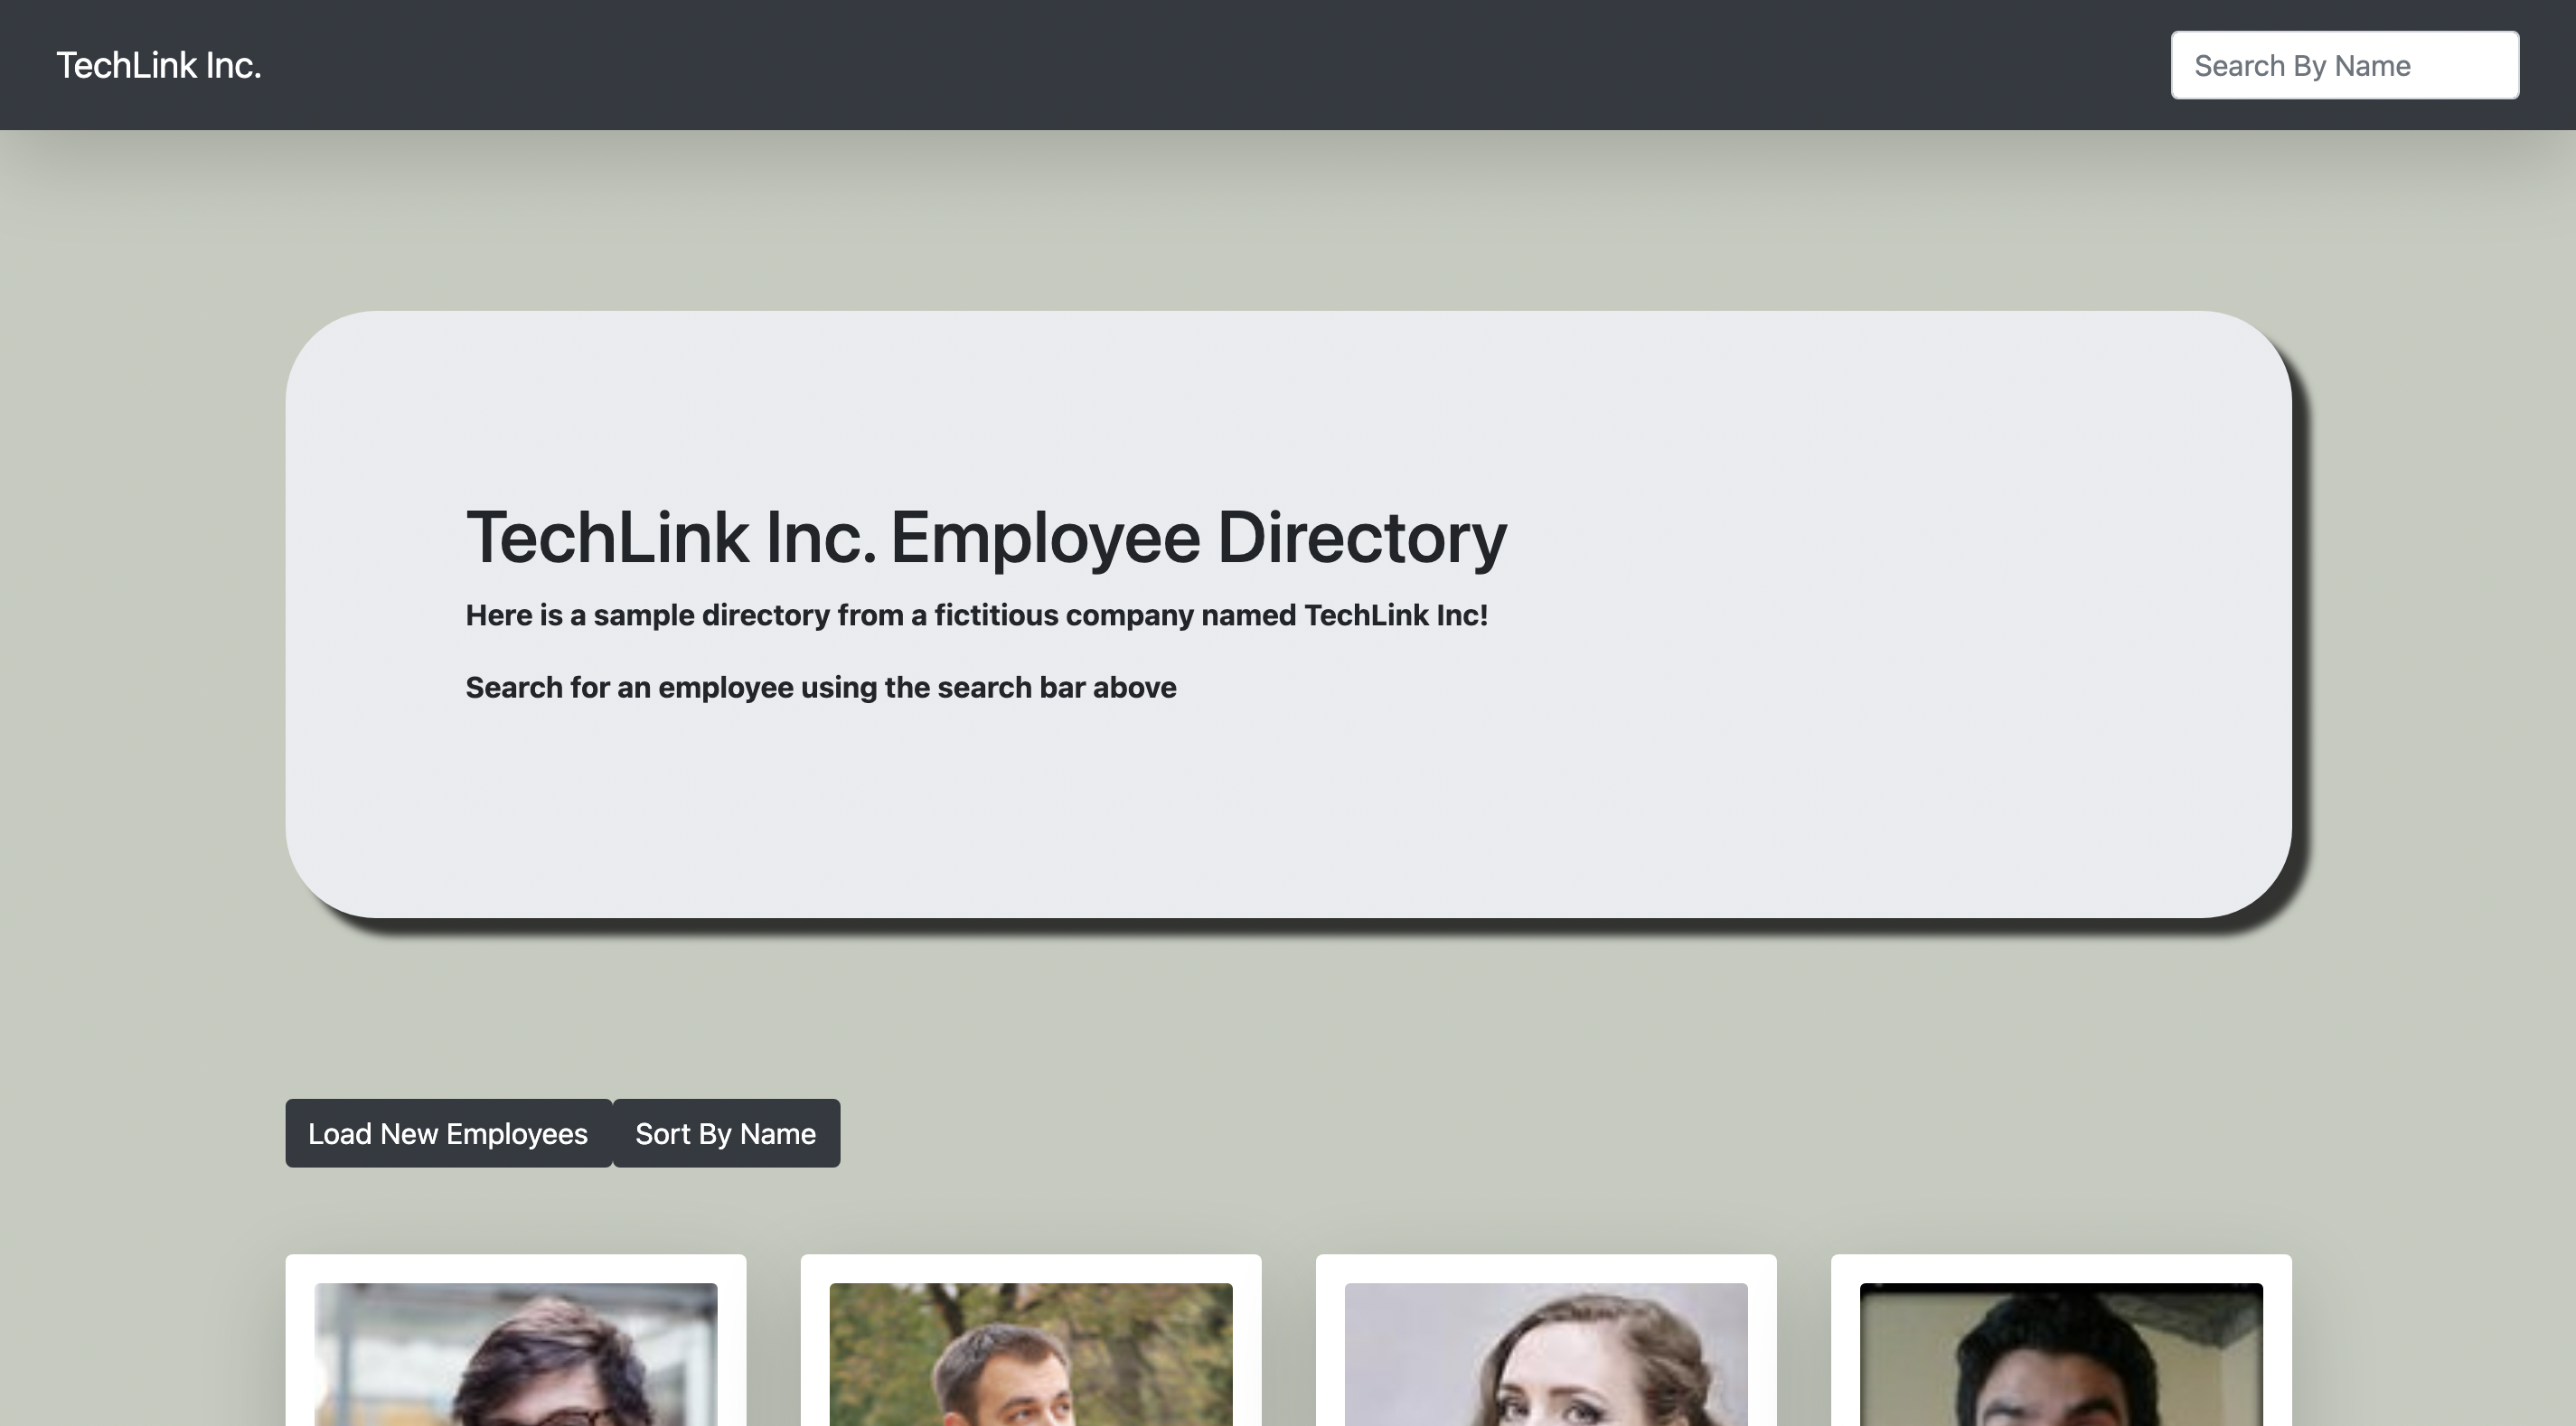 TechLink Inc.
Search By Name
TechLink Inc. Employee Directory
Here is a sample directory from a fictitious company named TechLink Inc!
Search for an employee using the search bar above
Load New Employees
Sort By Name